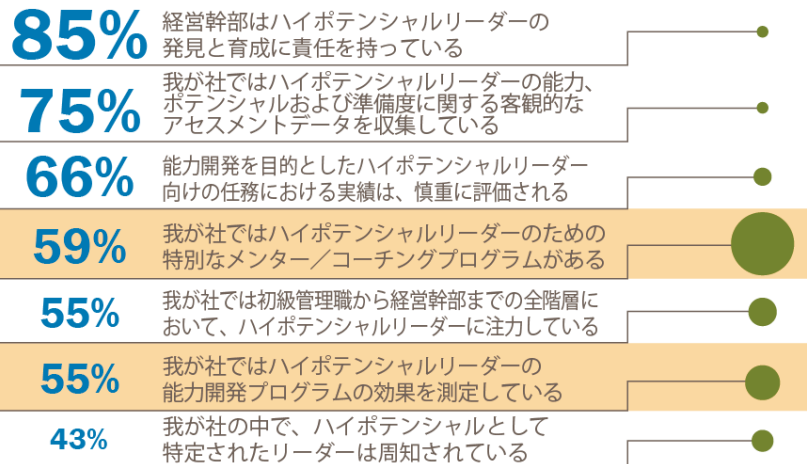 85% 経営幹部はハイポテンシャルリーダーの
発見と育成に責任を持っている
75% 我が社ではハイポテンシャルリーダーの能力、
ポテンシャルおよび準備度に関する客観的な
アセスメントデータを収集している
66% 能力開発を目的としたハイポテンシャルリーダー
向けの任務における実績は、慎重に評価される
59% 我が社ではハイポテンシャルリーダーのための
特別なメンター／コーチングプログラムがある
55% 我が社では初級管理職から経営幹部までの全階層に
おいて、ハイポテンシャルリーダーに注力している
55% 我が社ではハイポテンシャルリーダーの
能力開発プログラムの効果を測定している
43% 我が社の中で、ハイポテンシャルとして
特定されたリーダーは周知されている